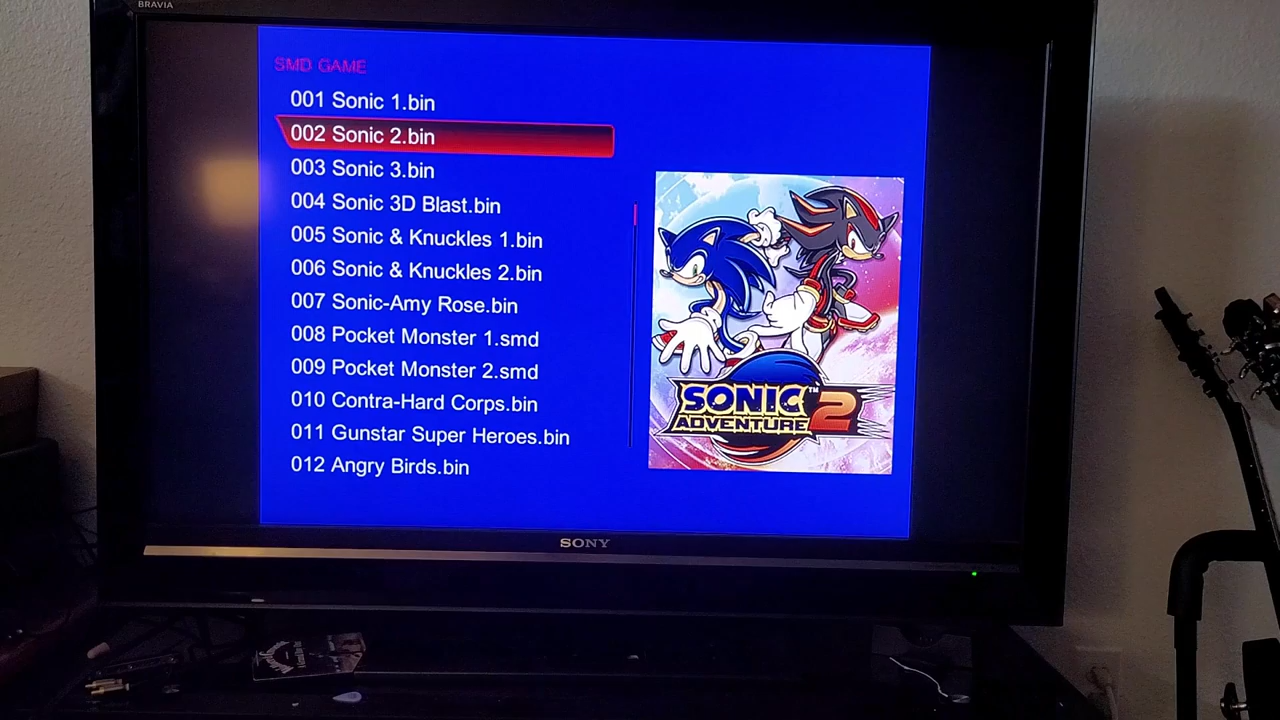 BRAVIA
SMD GAME
001 Sonic 1.bin
002 Sonic 2.bin
003 Sonic 3.bin
004 Sonic 3D Blast.bin
005 Sonic & Knuckles 1.bin
006 Sonic & Knuckles 2.bin
007 Sonic-Amy Rose.bin
008 Pocket Monster 1.smd
009 Pocket Monster 2.smd
010 Contra-Hard Corps.bin
011 Gunstar Super Heroes.bin
012 Angry Birds.bin
SONIC™ 2
ADVENTURE
SONY